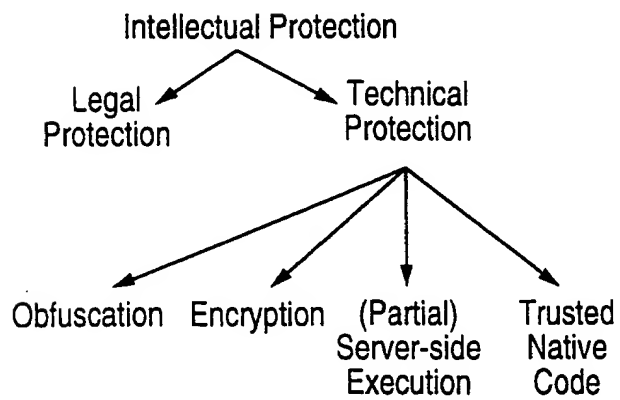 Intellectual Protection
Legal
Protection
Technical
Protection
Obfuscation
Encryption
(Partial)
Server-side
Execution
Trusted
Native
Code